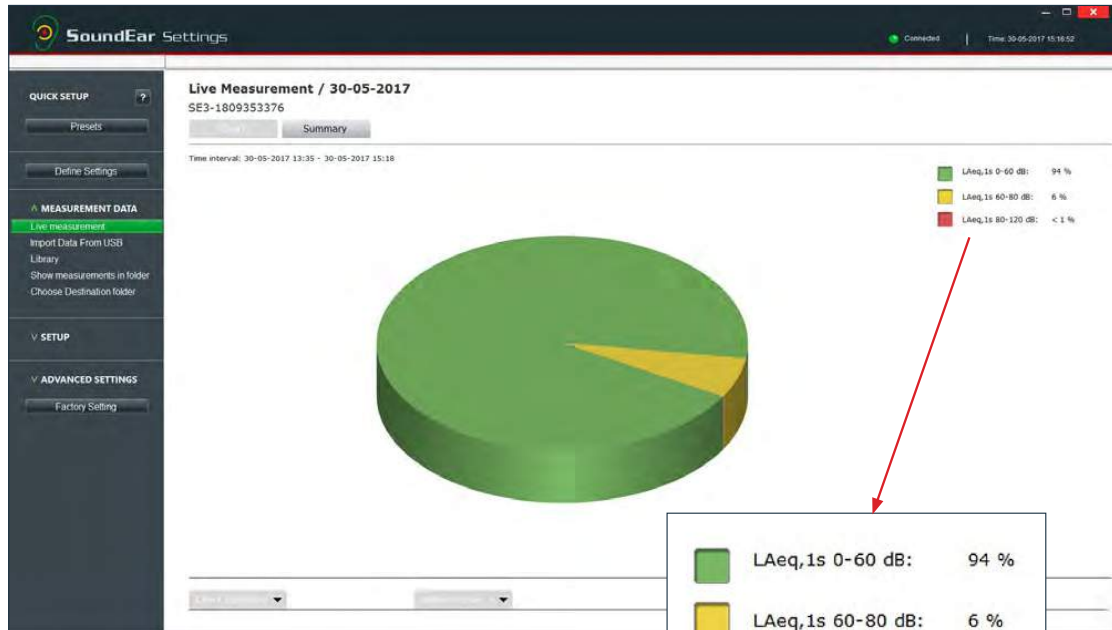 SoundEar Settings
Connected | Time: 30-05-2017 15:16:52
QUICK SETUP ?
Presets
Define Settings
^ MEASUREMENT DATA
Live measurement
Import Data From USB
Library
Show measurements in folder
Choose Destination folder
V SETUP
V ADVANCED SETTINGS
Factory Setting
Live Measurement / 30-05-2017
SE3-1809353376
Summary
Time interval: 30-05-2017 13:35 - 30-05-2017 15:18
LAeq,1s 0-60 dB: 94 %
LAeq,1s 60-80 dB: 6 %
LAeq,1s 80-120 dB: < 1 %
LAeq,1s 0-60 dB: 94 %
LAeq,1s 60-80 dB: 6 %